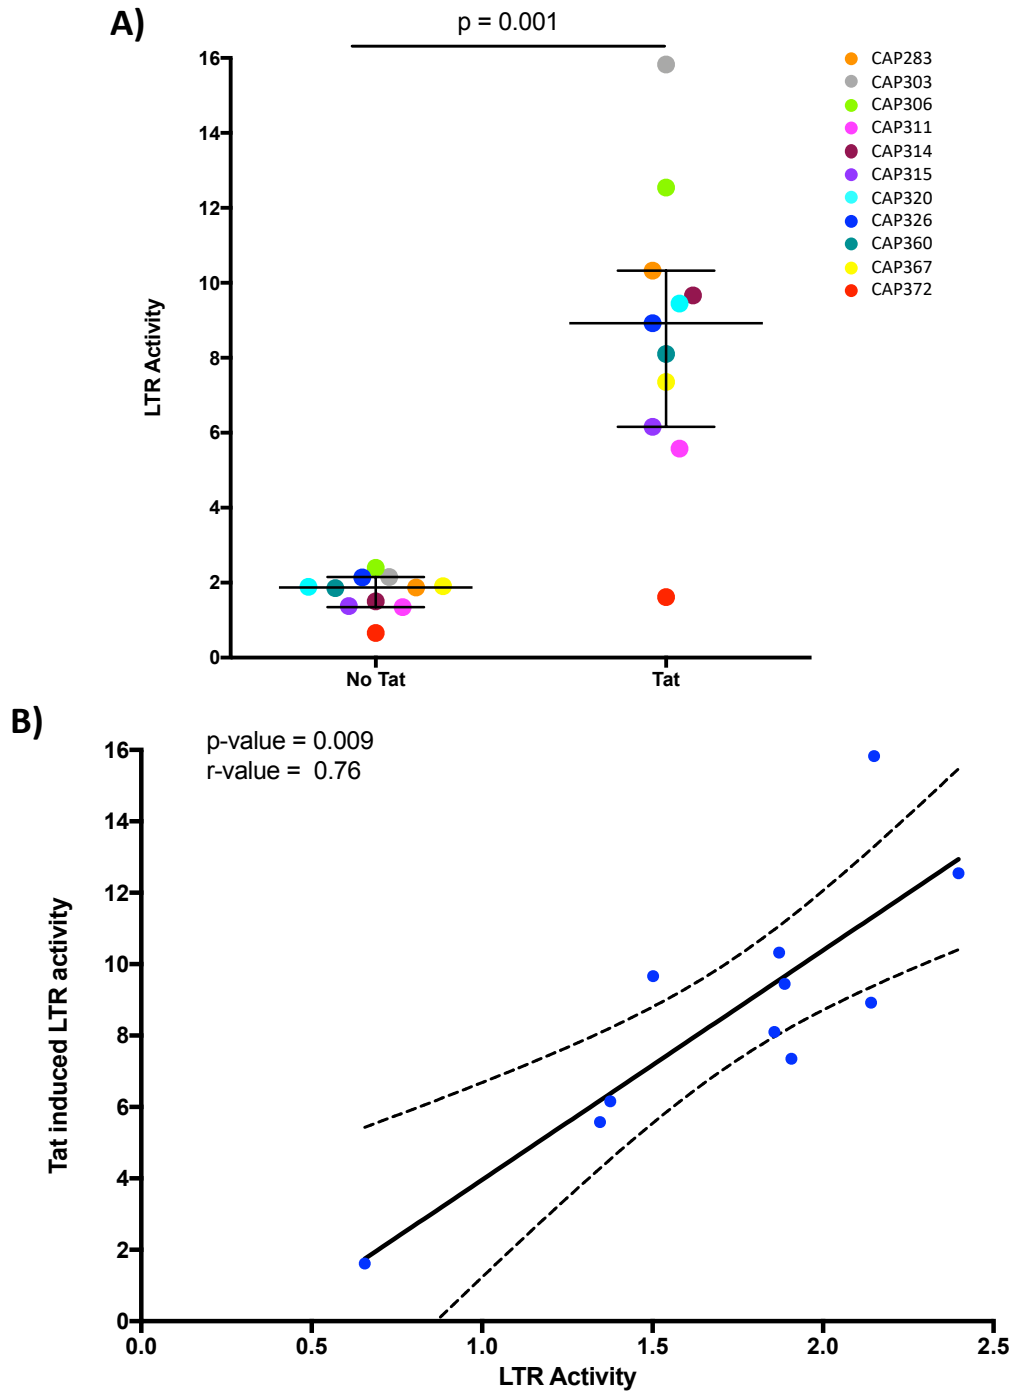 A)
p = 0.001
16
14
12
10
8
6
4
2
0
LTR Activity
No Tat
Tat
CAP283
CAP303
CAP306
CAP311
CAP314
CAP315
CAP320
CAP326
CAP360
CAP367
CAP372
B)
p-value = 0.009
r-value = 0.76
16
14
12
10
8
6
4
2
0
Tat induced LTR activity
0.0
0.5
1.0
1.5
2.0
2.5
LTR Activity